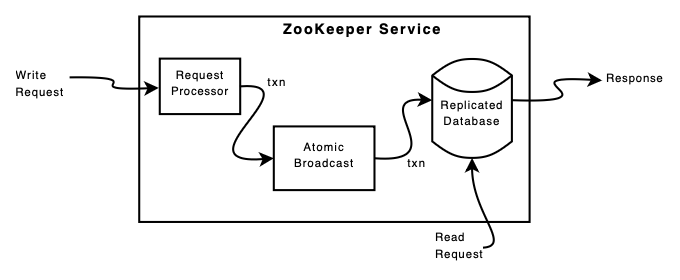 ZooKeeper Service
Write
Request
Request
Processor
txn
Atomic
Broadcast
txn
Replicated
Database
Response
Read
Request